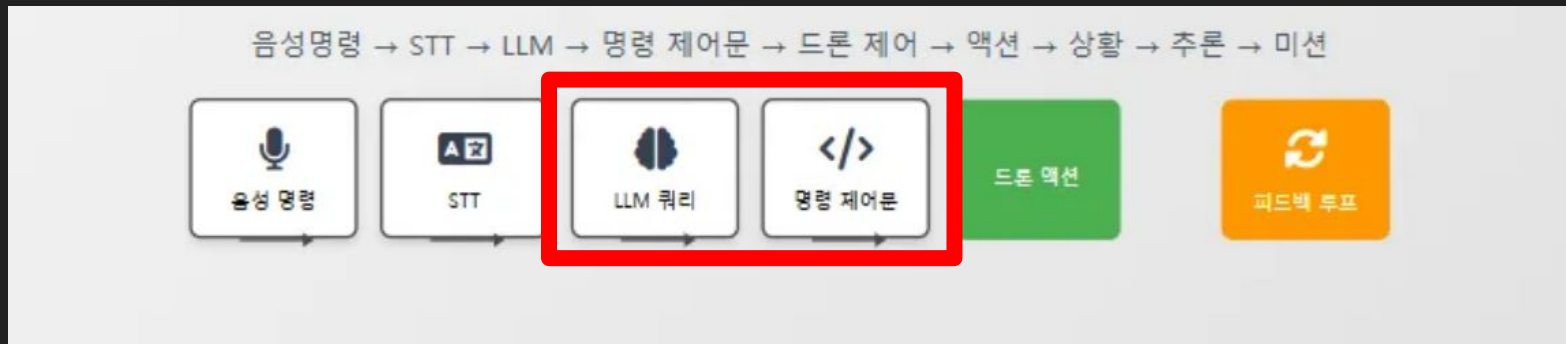 음성명령 → STT → LLM → 명령 제어문 → 드론 제어 → 액션 → 상황 → 추론 → 미션
음성 명령
STT
LLM 쿼리
</>
명령 제어문
드론 액션
피드백 루프